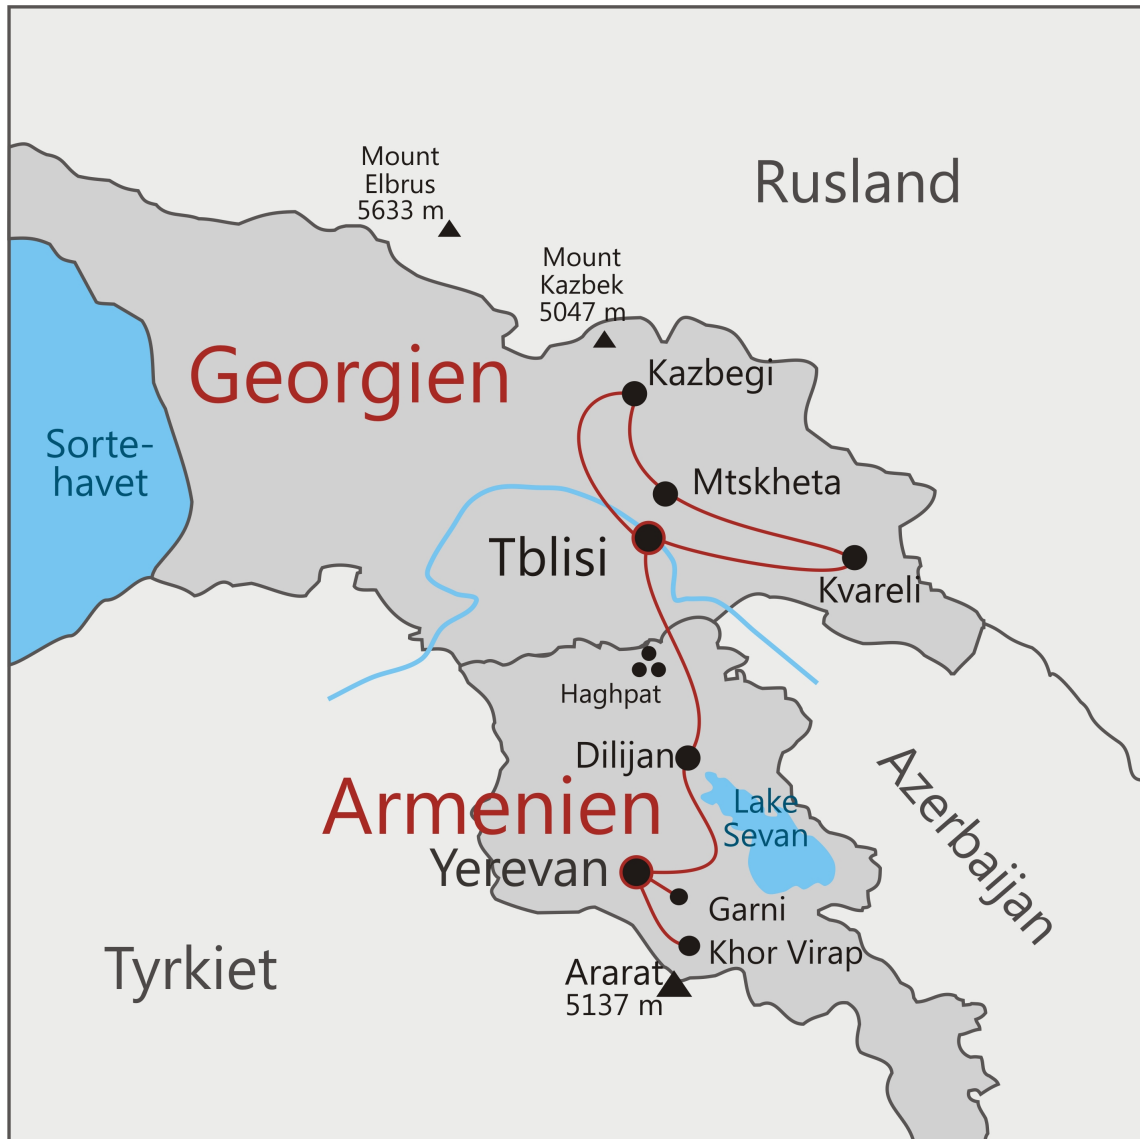 Mount
Elbrus
5633 m
Rusland
Mount
Kazbek
5047 m
Georgien
Kazbegi
Sorte-
havet
Mtskheta
Tblisi
Kvareli
Haghpat
Dilijan
Armenien
Lake
Sevan
Azerbaijan
Yerevan
Garni
Khor Virap
Tyrkiet
Ararat
5137 m